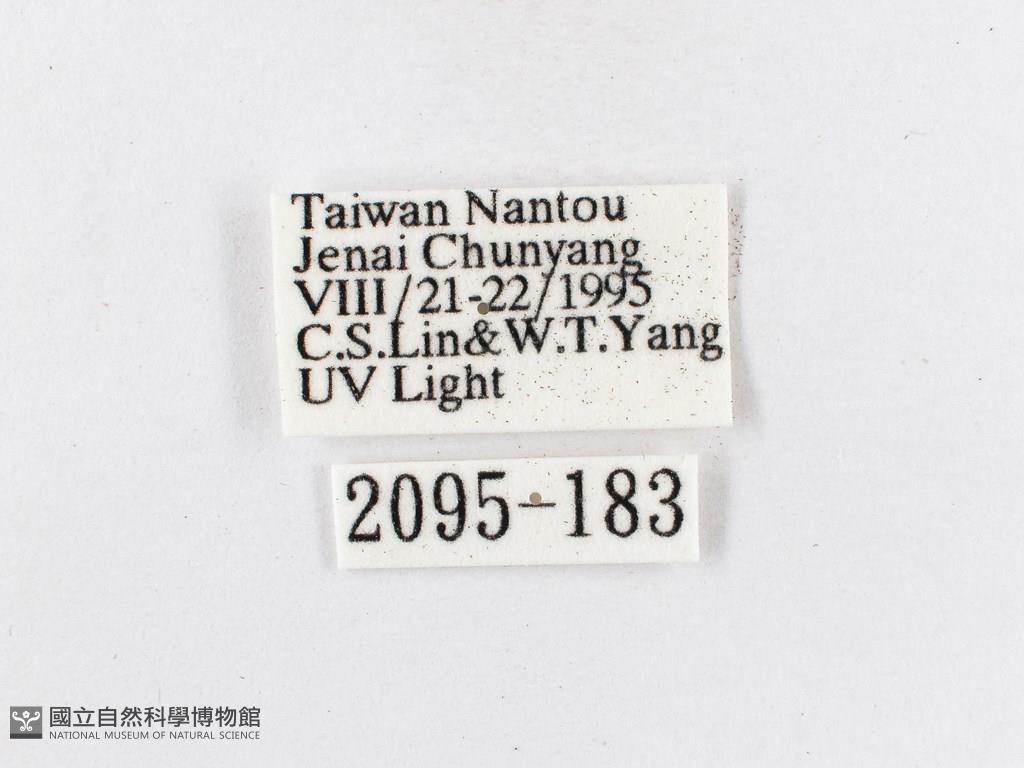 Taiwan Nantou
Jenai Chunyang
VIII/21-22/1995
C.S.Lin&W.T.Yang
UV Light
2095-183
國立自然科學博物館
NATIONAL MUSEUM OF NATURAL SCIENCE